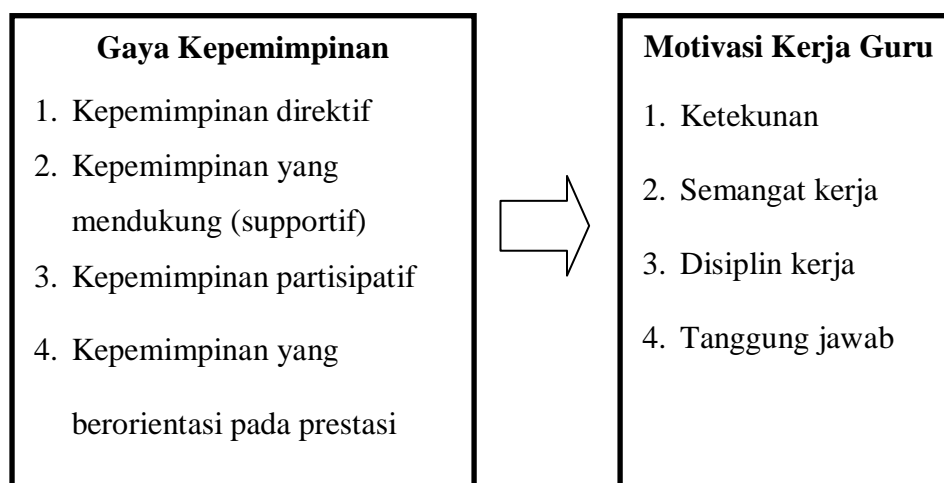 Gaya Kepemimpinan
1. Kepemimpinan direktif
2. Kepemimpinan yang
mendukung (supportif)
3. Kepemimpinan partisipatif
4. Kepemimpinan yang
berorientasi pada prestasi
Motivasi Kerja Guru
1. Ketekunan
2. Semangat kerja
3. Disiplin kerja
4. Tanggung jawab